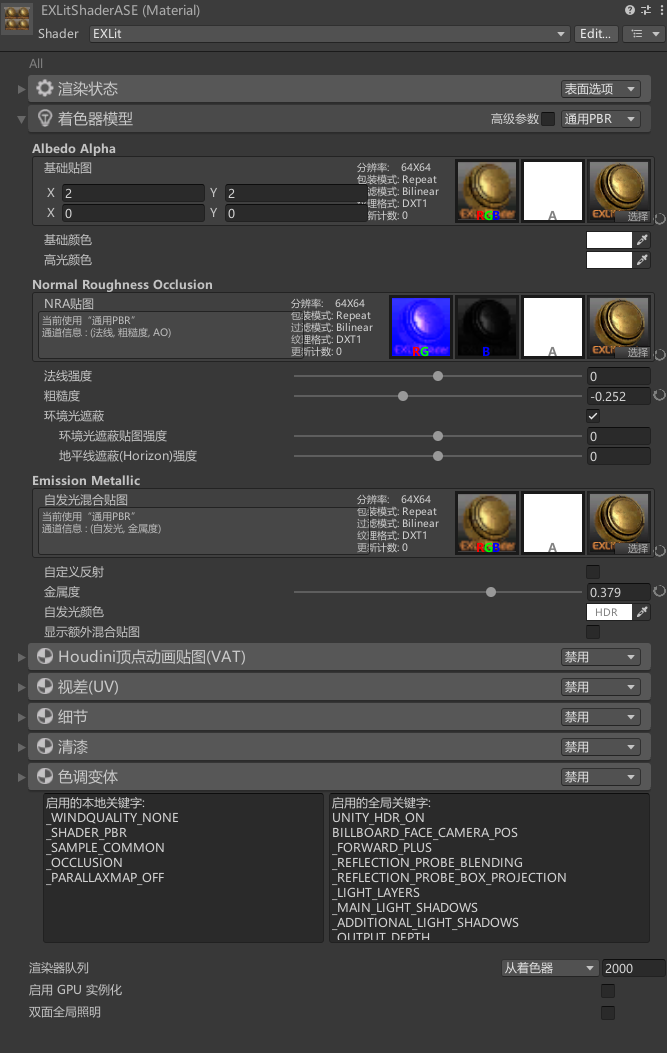 EXLitShaderASE (Material)
Shader EXLit Edit...
All
渲染状态 表面选项
着色器模型 高级参数 通用PBR
Albedo Alpha
基础贴图
分辨率: 64X64
包装模式: Repeat
滤模式: Bilinear
理格式: DXT1
新计数: 0
X 2 Y 2
X 0 Y 0
RGB A 选择
基础颜色
高光颜色
Normal Roughness Occlusion
NRA贴图
当前使用“通用PBR”
通道信息 : (法线, 粗糙度, AO)
分辨率: 64X64
包装模式: Repeat
过滤模式: Bilinear
纹理格式: DXT1
更新计数: 0
RG B A 选择
法线强度 0
粗糙度 -0.252
环境光遮蔽
环境光遮蔽贴图强度 0
地平线遮蔽(Horizon)强度 0
Emission Metallic
自发光混合贴图
当前使用“通用PBR”
通道信息 : (自发光, 金属度)
分辨率: 64X64
包装模式: Repeat
过滤模式: Bilinear
纹理格式: DXT1
更新计数: 0
RGB A 选择
自定义反射
金属度 0.379
自发光颜色 HDR
显示额外混合贴图
Houdini顶点动画贴图(VAT) 禁用
视差(UV) 禁用
细节 禁用
清漆 禁用
色调变体 禁用
启用的本地关键字:
_WINDQUALITY_NONE
_SHADER_PBR
_SAMPLE_COMMON
_OCCLUSION
_PARALLAXMAP_OFF
启用的全局关键字:
UNITY_HDR_ON
BILLBOARD_FACE_CAMERA_POS
_FORWARD_PLUS
_REFLECTION_PROBE_BLENDING
_REFLECTION_PROBE_BOX_PROJECTION
_LIGHT_LAYERS
_MAIN_LIGHT_SHADOWS
_ADDITIONAL_LIGHT_SHADOWS
_OUTPUT_DEPTH
渲染器队列 从着色器 2000
启用 GPU 实例化
双面全局照明